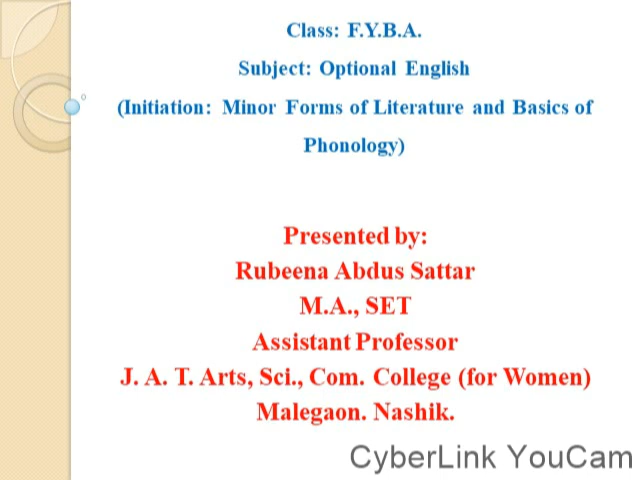 Class: F.Y.B.A.
Subject: Optional English
(Initiation: Minor Forms of Literature and Basics of
Phonology)
Presented by:
Rubeena Abdus Sattar
M.A., SET
Assistant Professor
J. A. T. Arts, Sci., Com. College (for Women)
Malegaon. Nashik.
CyberLink YouCam